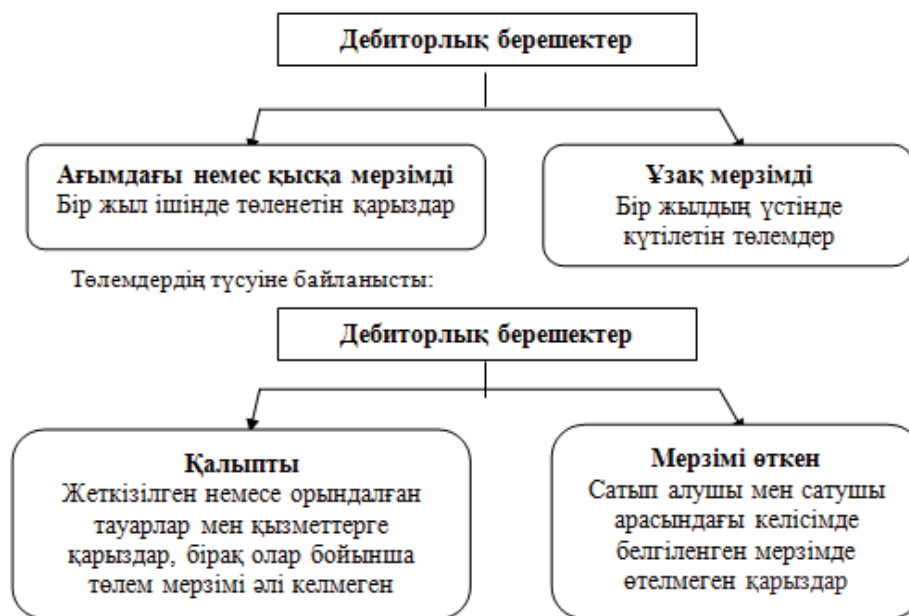 Дебиторлық берешектер
Ағымдағы немес қысқа мерзімді
Бір жыл ішінде төленетін қарыздар
Ұзақ мерзімді
Бір жылдың үстінде
күтілетін төлемдер
Төлемдердің түсуіне байланысты:
Дебиторлық берешектер
Қалыпты
Жеткізілген немесе орындалған
тауарлар мен қызметтерге
қарыздар, бірақ олар бойынша
төлем мерзімі әлі келмеген
Мерзімі өткен
Сатып алушы мен сатушы
арасындағы келісімде
белгіленген мерзімде
өтелмеген қарыздар